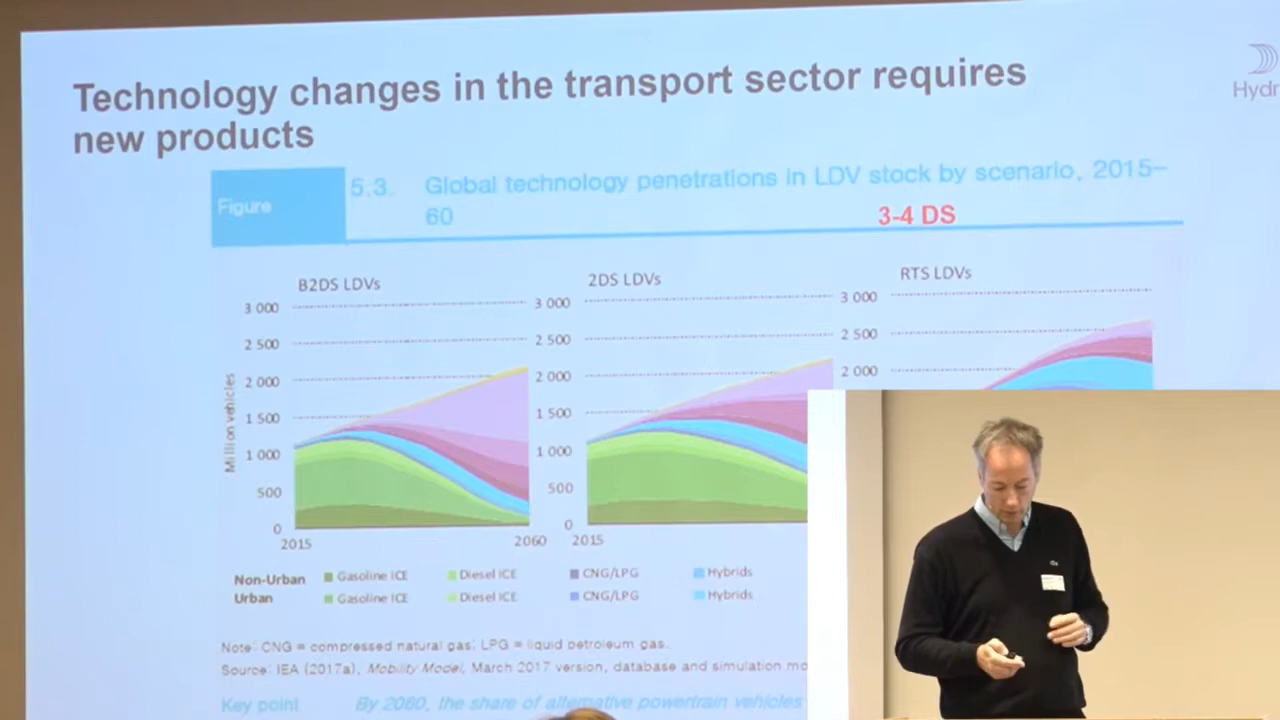 Technology changes in the transport sector requires
new products
Hydr
Figure
5.3. Global technology penetrations in LDV stock by scenario, 2015–
60
3-4 DS
B2DS LDVs
2DS LDVs
RTS LDVs
Million vehicles
3 000
2 500
2 000
1 500
1 000
500
0
2015
2060
3 000
2 500
2 000
1 500
1 000
500
0
2015
3 000
2 500
2 000
Non-Urban Gasoline ICE Diesel ICE CNG/LPG Hybrids
Urban Gasoline ICE Diesel ICE CNG/LPG Hybrids
Note: CNG = compressed natural gas; LPG = liquid petroleum gas.
Source: IEA (2017a), Mobility Model, March 2017 version, database and simulation mo
Key point By 2060, the share of alternative powertrain vehicles